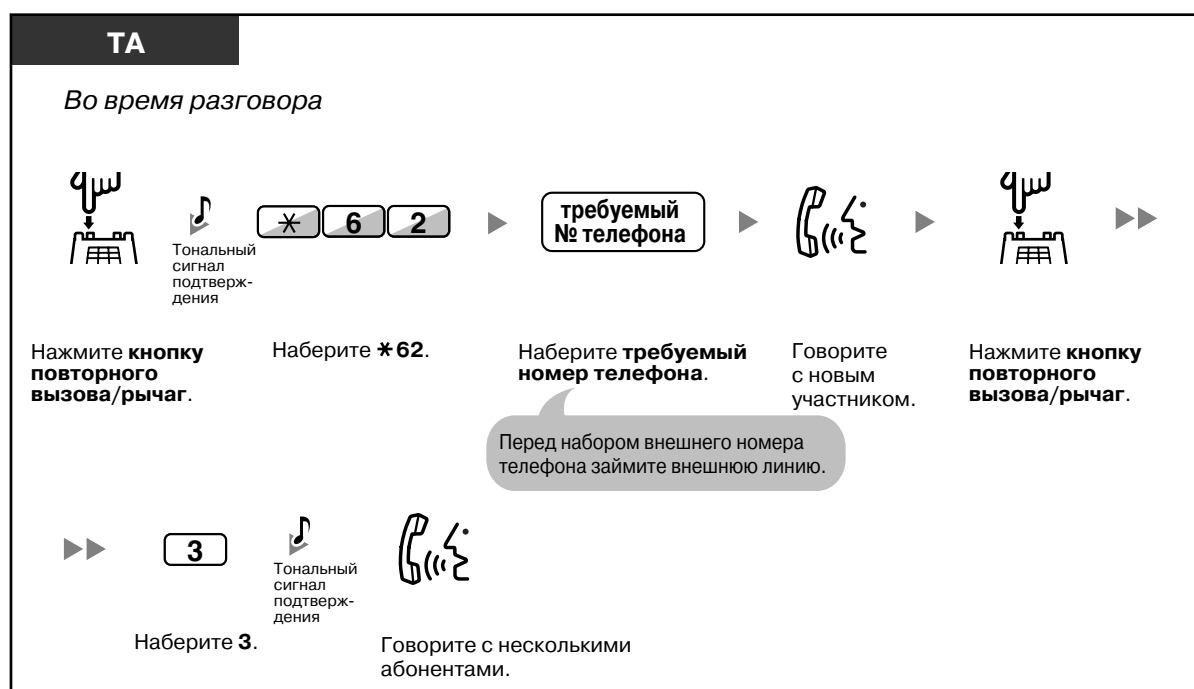 ТА
Во время разговора
Тональный
сигнал
подтверж-
дения
* 6 2
требуемый
№ телефона
Нажмите кнопку
повторного
вызова/рычаг.
Наберите *62.
Наберите требуемый
номер телефона.
Говорите
с новым
участником.
Нажмите кнопку
повторного
вызова/рычаг.
Перед набором внешнего номера
телефона займите внешнюю линию.
3
Тональный
сигнал
подтверж-
дения
Наберите 3.
Говорите с несколькими
абонентами.